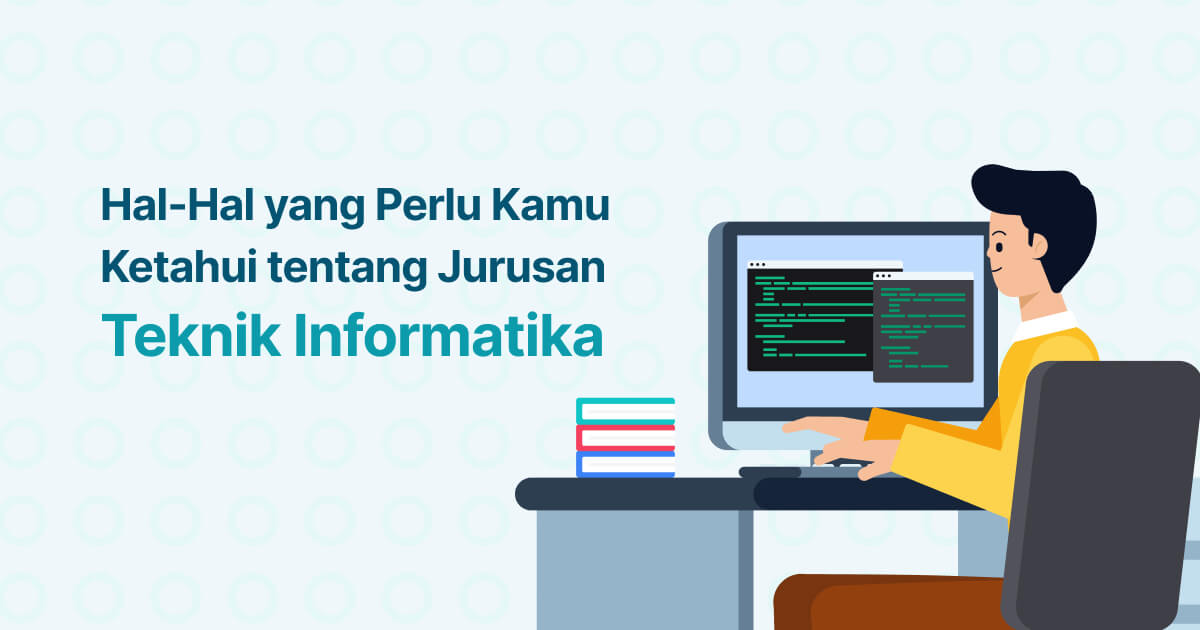 Hal-Hal yang Perlu Kamu
Ketahui tentang Jurusan
Teknik Informatika